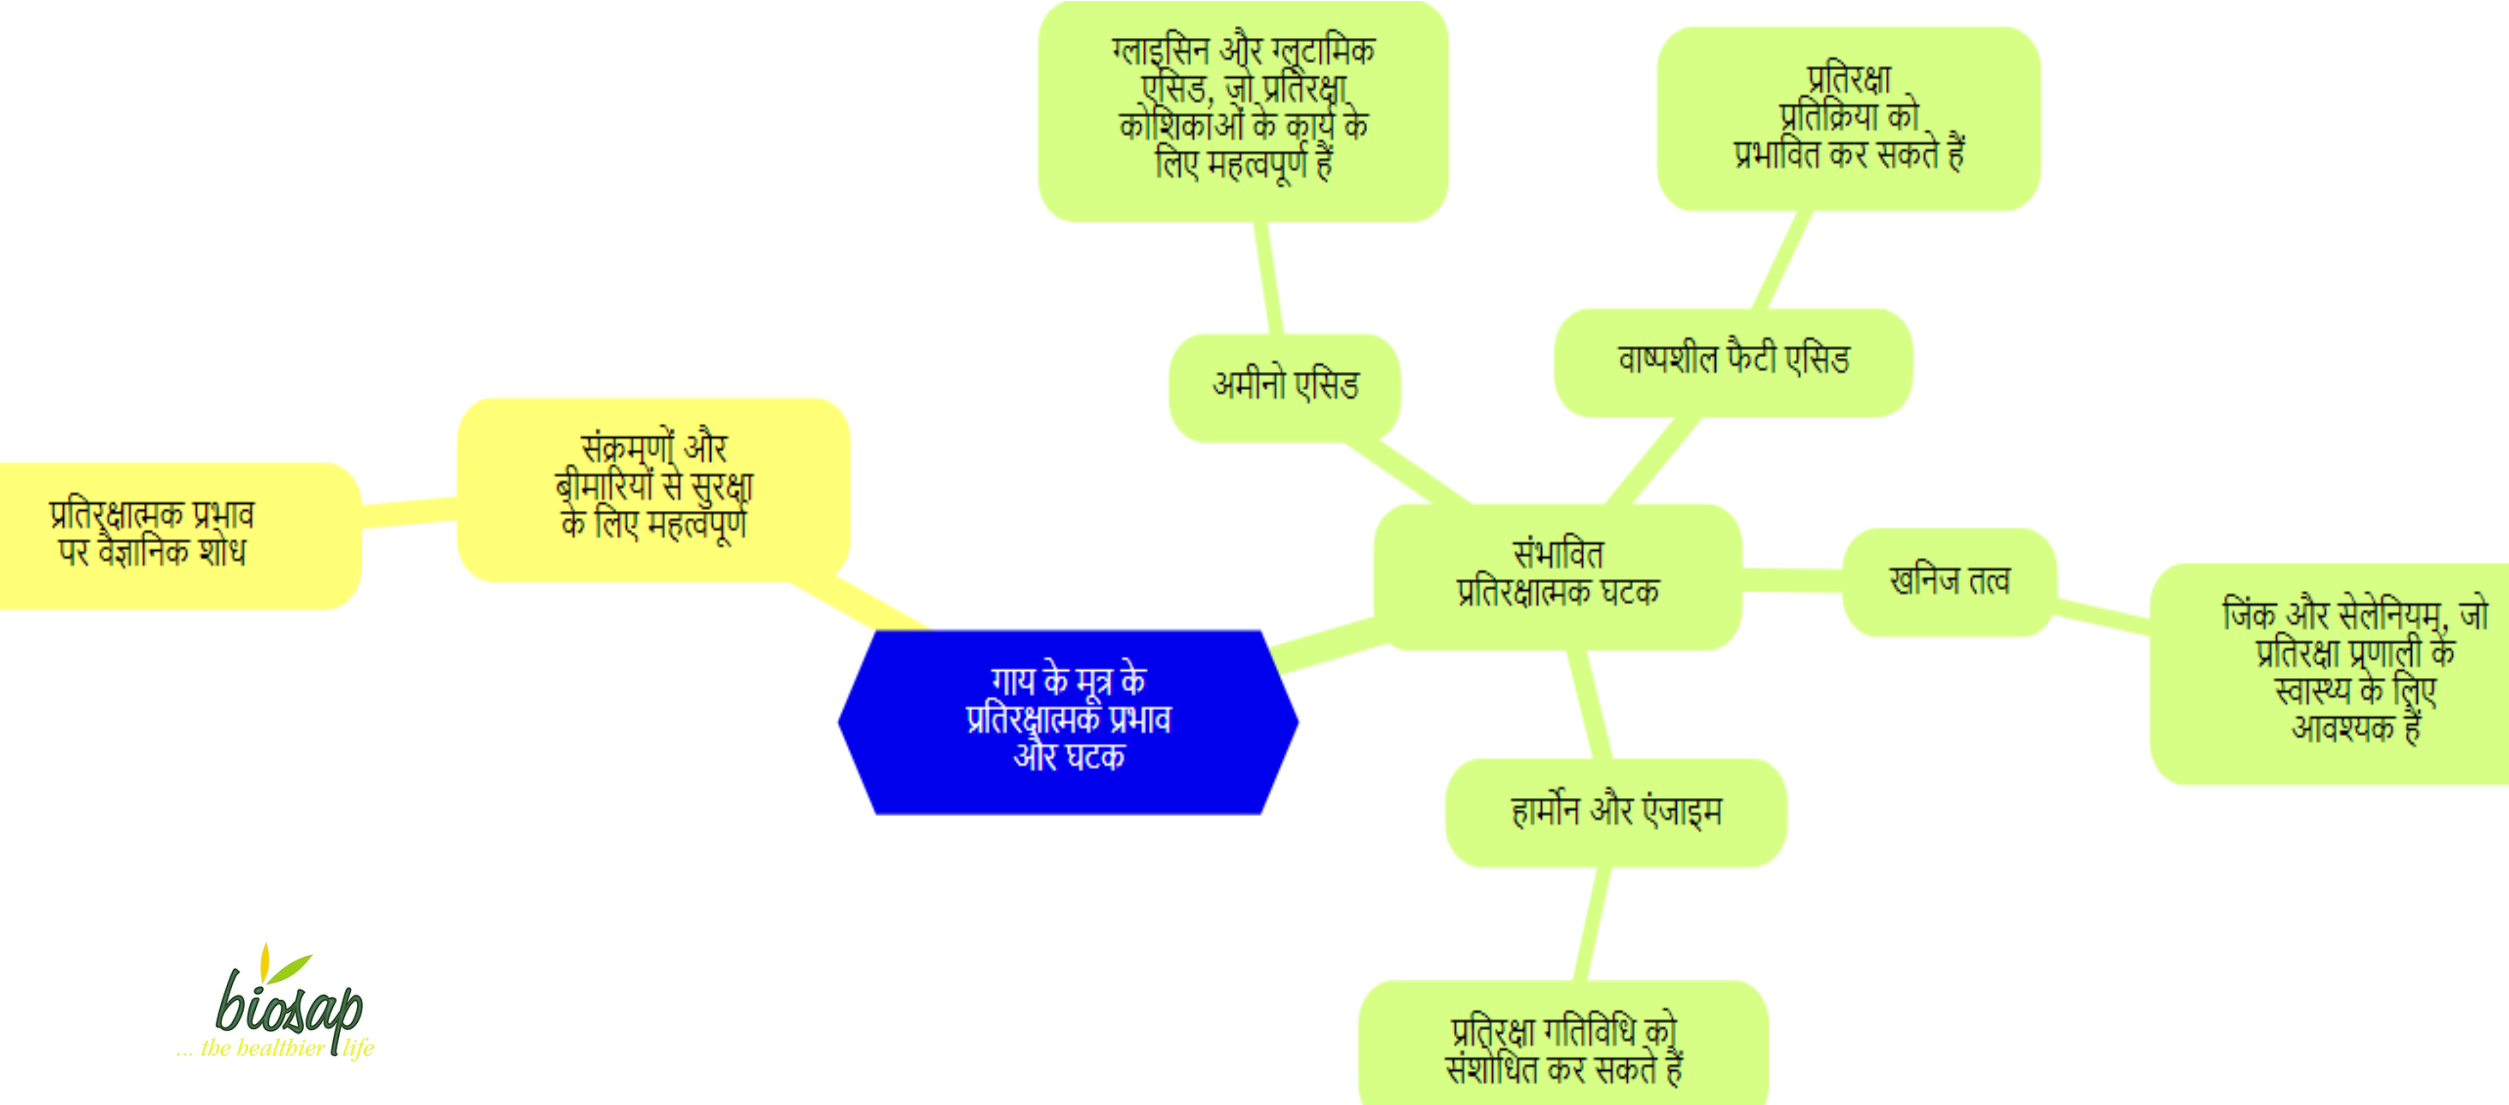 ग्लाइसिन और ग्लूटामिक
एसिड, जो प्रतिरक्षा
कोशिकाओं के कार्य के
लिए महत्वपूर्ण हैं
प्रतिरक्षा
प्रतिक्रिया को
प्रभावित कर सकते हैं
अमीनो एसिड
वाष्पशील फैटी एसिड
संक्रमणों और
बीमारियों से सुरक्षा
के लिए महत्वपूर्ण
प्रतिरक्षात्मक प्रभाव
पर वैज्ञानिक शोध
संभावित
प्रतिरक्षात्मक घटक
खनिज तत्व
जिंक और सेलेनियम, जो
प्रतिरक्षा प्रणाली के
स्वास्थ्य के लिए
आवश्यक हैं
गाय के मूत्र के
प्रतिरक्षात्मक प्रभाव
और घटक
हार्मोन और एंजाइम
प्रतिरक्षा गतिविधि को
संशोधित कर सकते हैं
biosap
... the healthier life